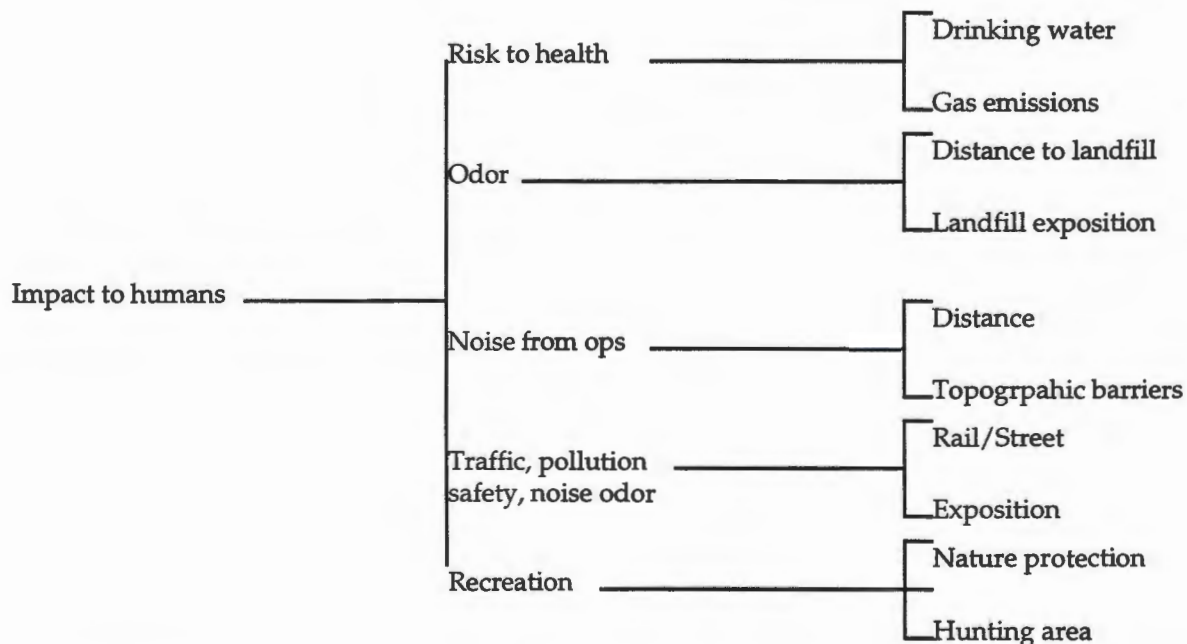 Drinking water
Risk to health
Gas emissions
Distance to landfill
Odor
Landfill exposition
Impact to humans
Distance
Noise from ops
Topogrpahic barriers
Rail/Street
Traffic, pollution
safety, noise odor
Exposition
Nature protection
Recreation
Hunting area